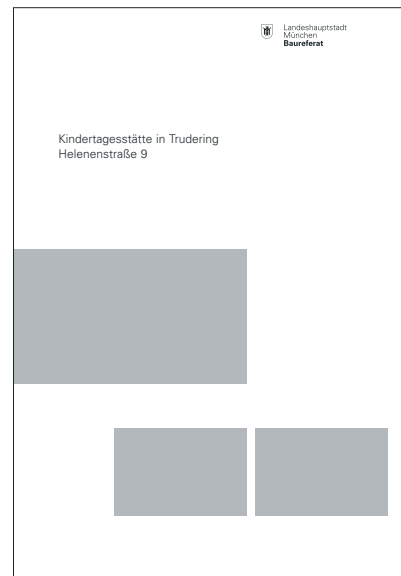 Landeshauptstadt
München
Baureferat
Kindertagesstätte in Trudering
Helenenstraße 9